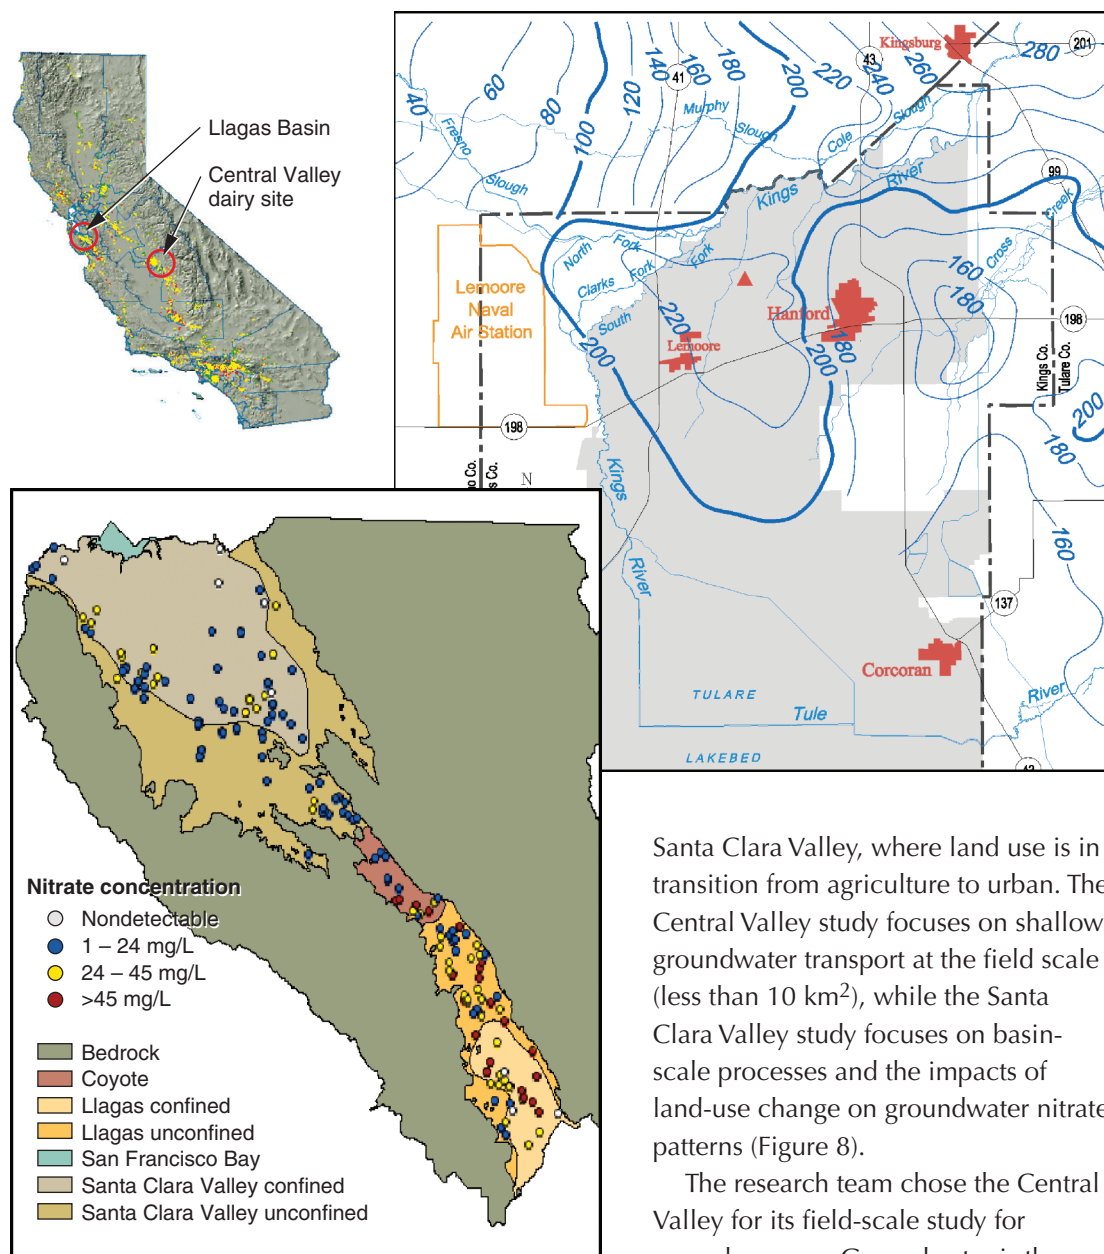 Llagas Basin
Central Valley
dairy site
Kingsburg
43
201
280
41
40
60
80
100
120
140
160
180
200
220
240
260
Murphy
Slough
Cole
Slough
Fresno
Slough
Kings
River
99
Creek
Cross
North
Fork
Clarks
Fork
South
Fork
Lemoore
Naval
Air Station
220
Lemoore
Hanford
160
180
198
200
200
180
Kings Co.
Tulare Co.
200
180
198
Kings Co.
N
Kings
River
160
137
Corcoran
TULARE
Tule
River
LAKEBED
43
Nitrate concentration
Nondetectable
1 – 24 mg/L
24 – 45 mg/L
>45 mg/L
Bedrock
Coyote
Llagas confined
Llagas unconfined
San Francisco Bay
Santa Clara Valley confined
Santa Clara Valley unconfined
Santa Clara Valley, where land use is in
transition from agriculture to urban. The
Central Valley study focuses on shallow
groundwater transport at the field scale
(less than 10 km²), while the Santa
Clara Valley study focuses on basin-
scale processes and the impacts of
land-use change on groundwater nitrate
patterns (Figure 8).
The research team chose the Central
Valley for its field-scale study for